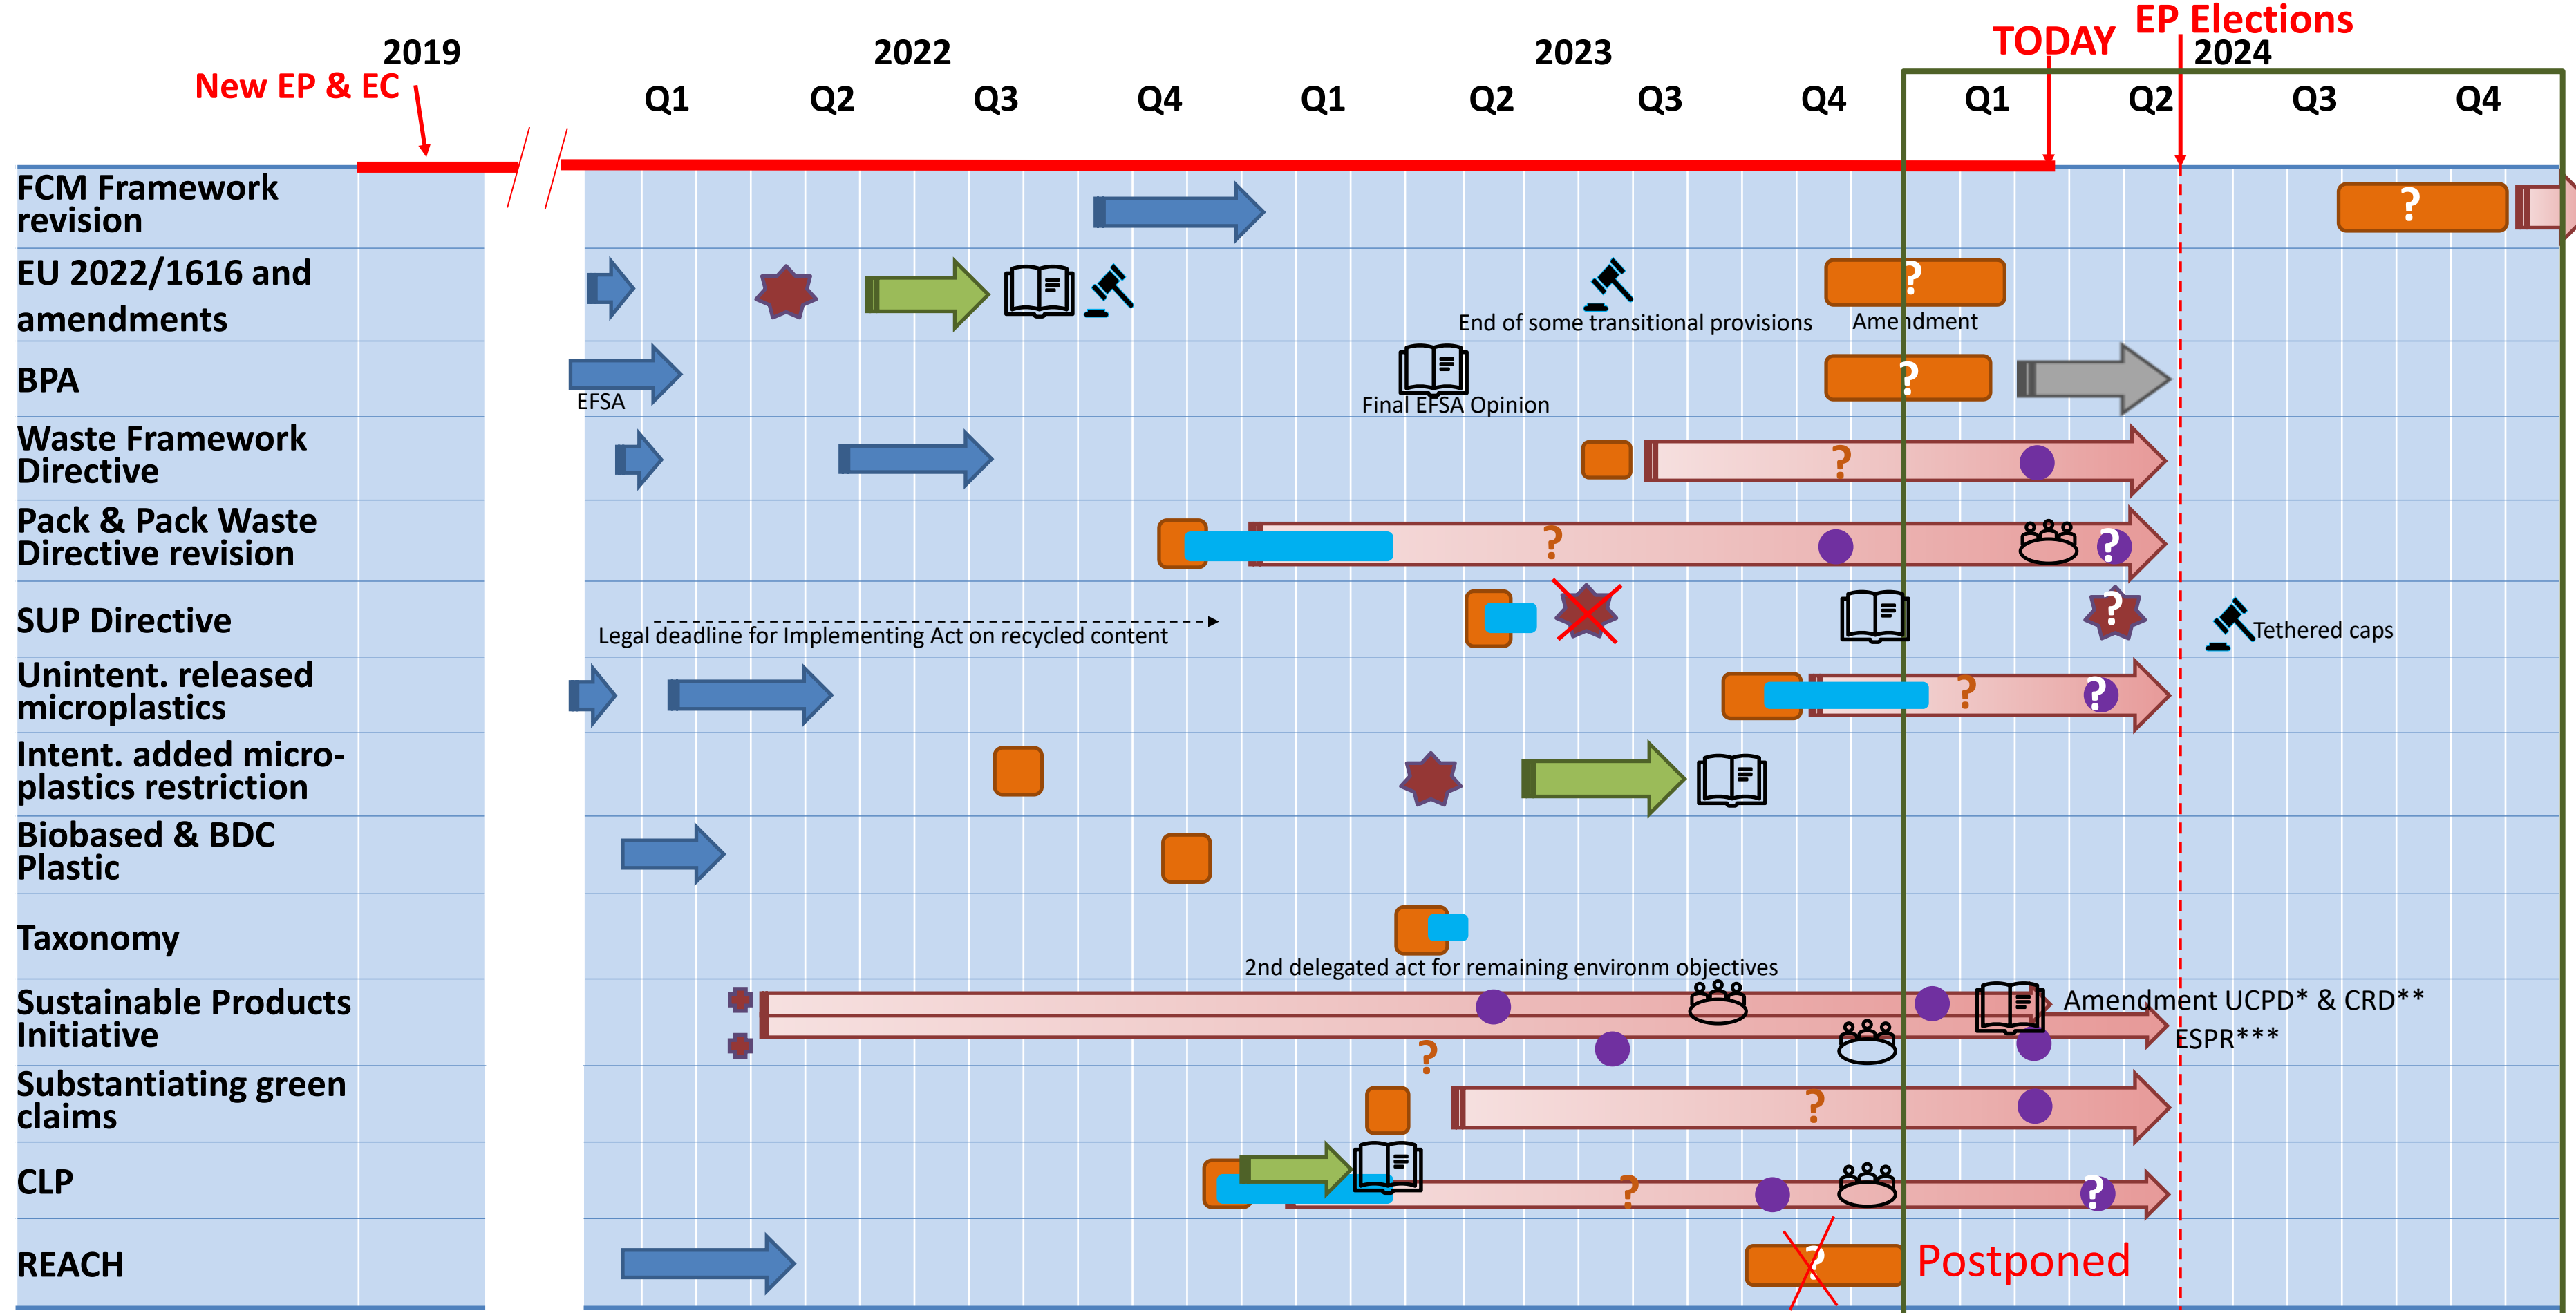 EP Elections
TODAY
2019
2022
2023
2024
New EP & EC
Q1
Q2
Q3
Q4
Q1
Q2
Q3
Q4
Q1
Q2
Q3
Q4
FCM Framework
revision
?
EU 2022/1616 and
amendments
?
End of some transitional provisions
Amendment
BPA
EFSA
Final EFSA Opinion
?
Waste Framework
Directive
?
Pack & Pack Waste
Directive revision
?
?
SUP Directive
Legal deadline for Implementing Act on recycled content
?
Tethered caps
Unintent. released
microplastics
?
?
Intent. added micro-
plastics restriction
Biobased & BDC
Plastic
Taxonomy
2nd delegated act for remaining environm objectives
Sustainable Products
Initiative
Amendment UCPD* & CRD**
ESPR***
?
Substantiating green
claims
?
CLP
?
?
REACH
?
Postponed